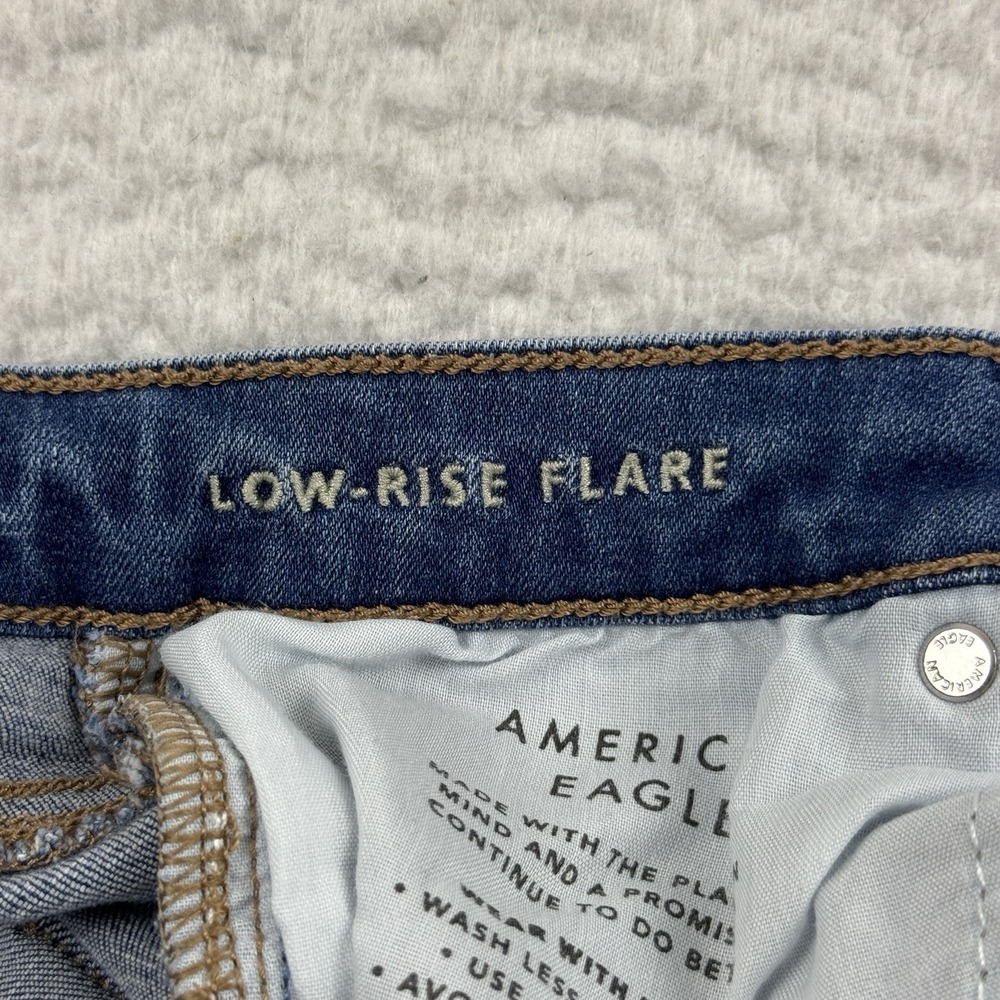 LOW-RISE FLARE
AMERICAN
EAGLE
AMERIC
EAGLE
MADE WITH THE PLA
MIND AND A PROMIS
CONTINUE TO DO BET
• WEAR WITH
WASH LESS
• USE
• AVO